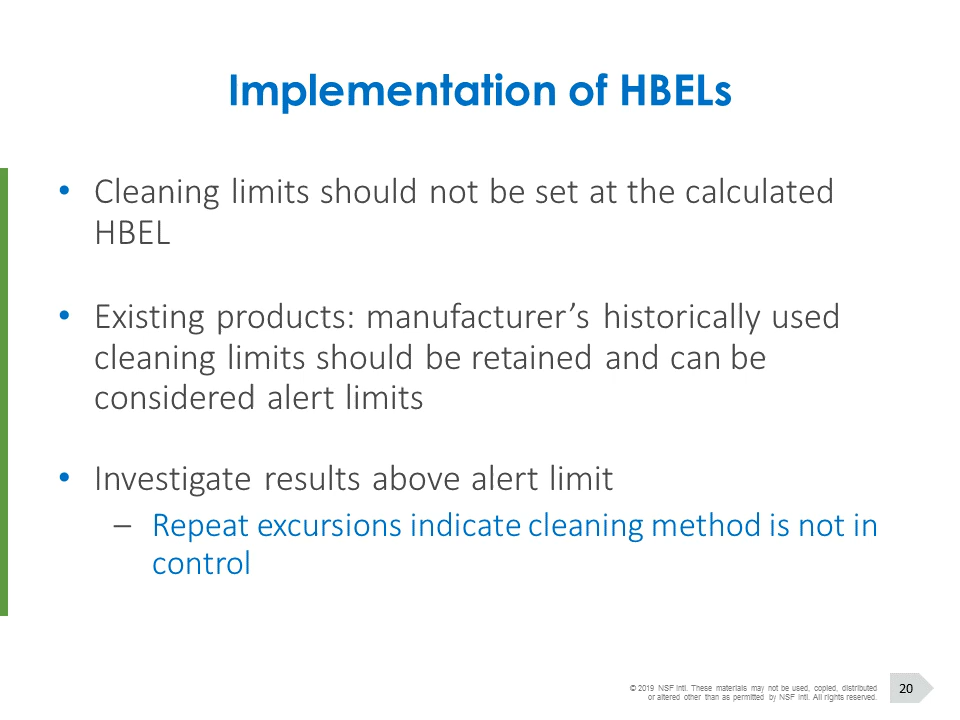 Implementation of HBELs
• Cleaning limits should not be set at the calculated
HBEL
• Existing products: manufacturer’s historically used
cleaning limits should be retained and can be
considered alert limits
• Investigate results above alert limit
– Repeat excursions indicate cleaning method is not in
control
© 2019 NSF Intl. These materials may not be used, copied, distributed
or altered other than as permitted by NSF Intl. All rights reserved.
20